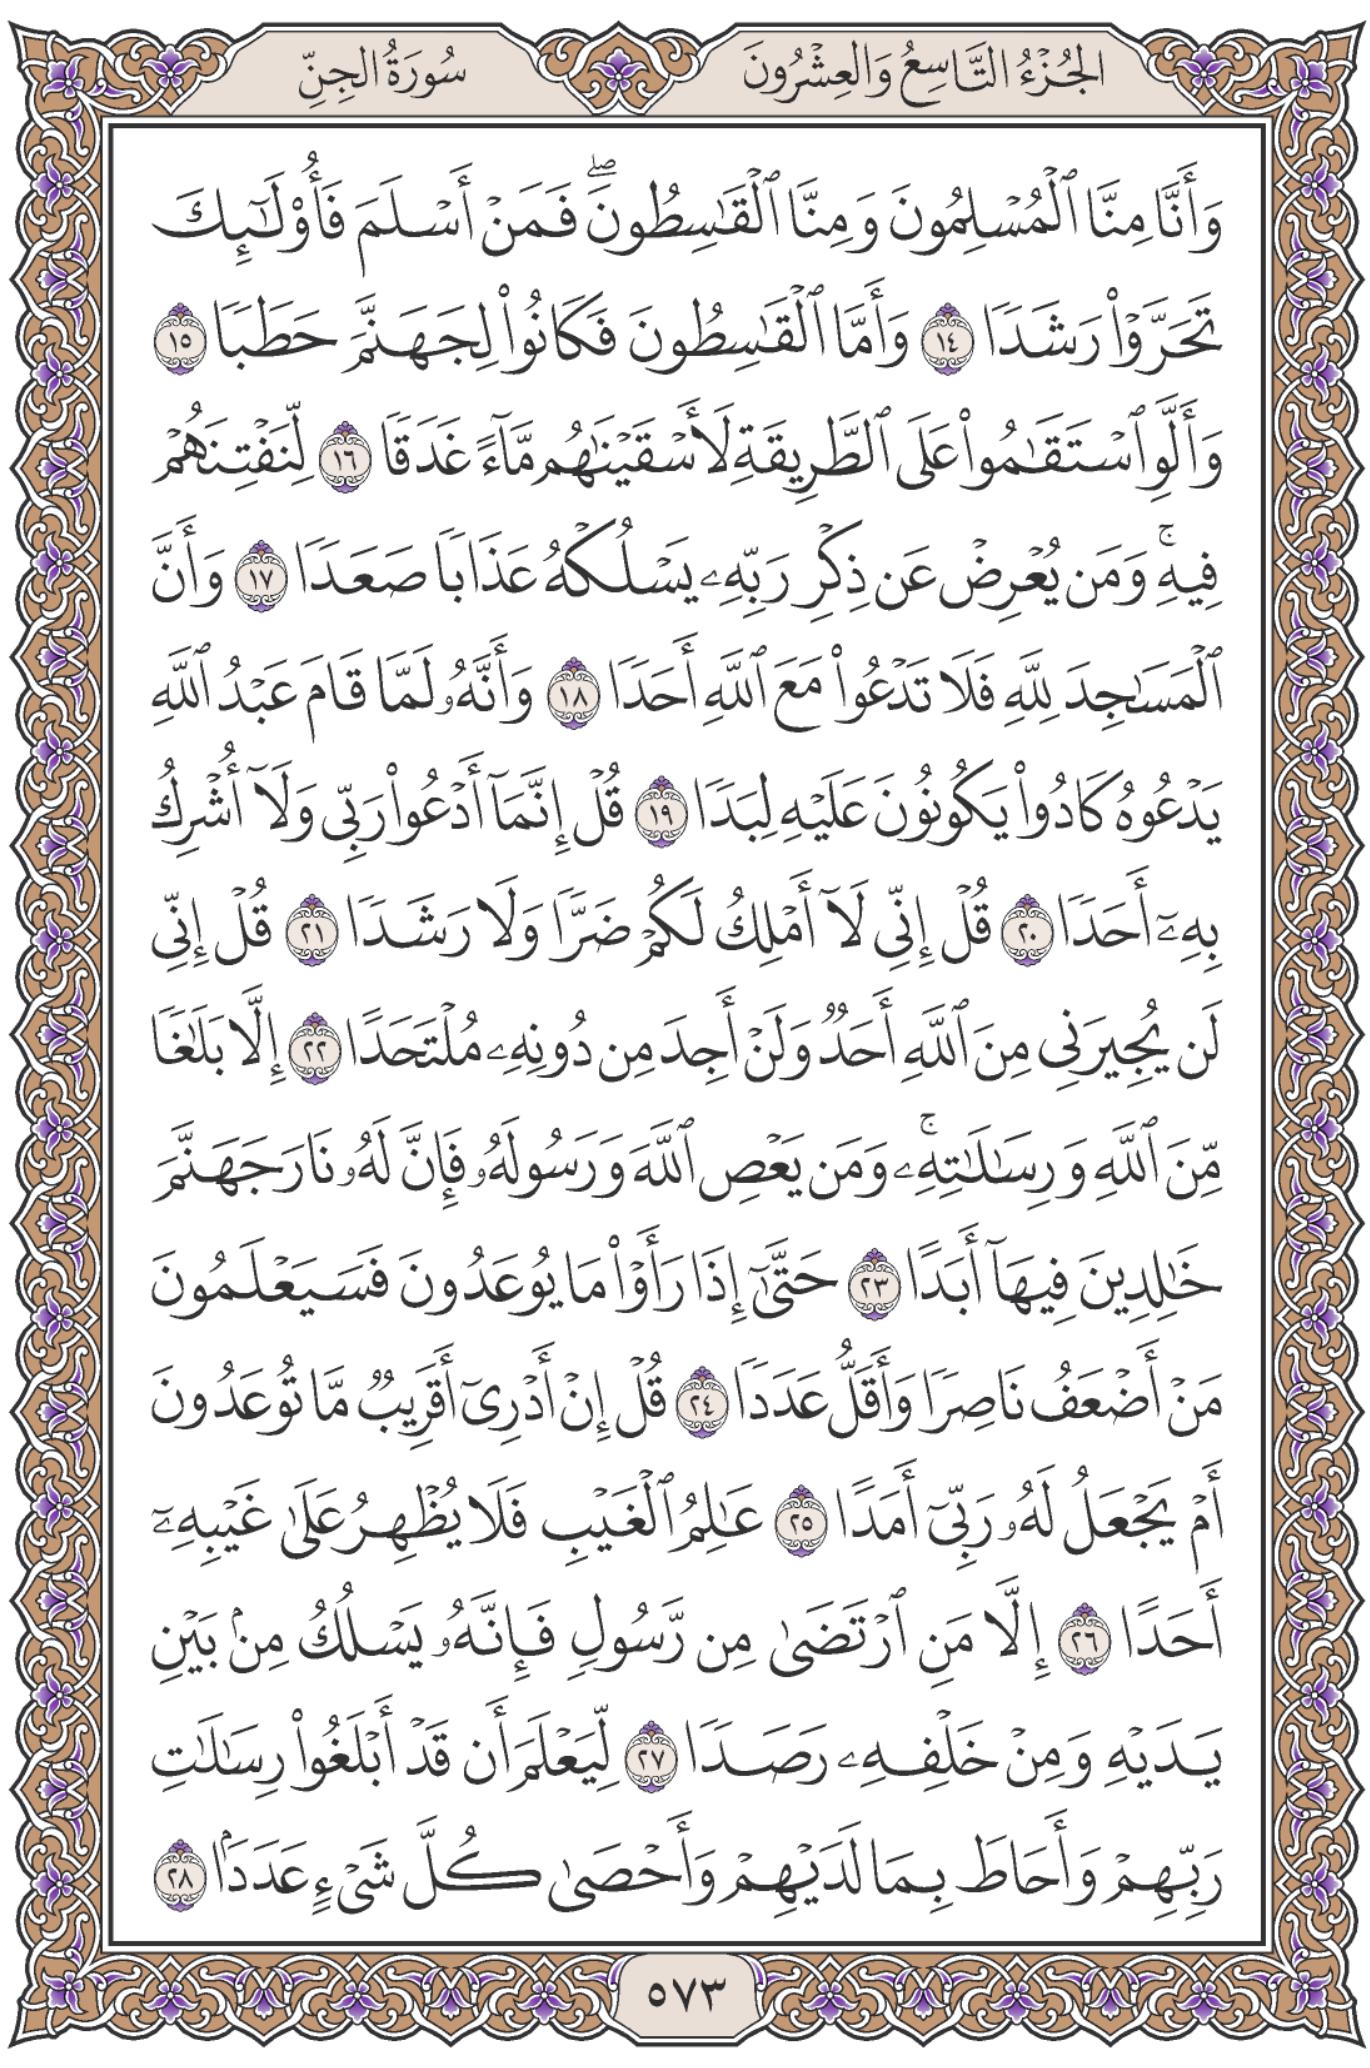 الجُزْءُ التَّاسِعُ وَالعِشْرُونَ
سُورَةُ الجِنِّ
وَأَنَّا مِنَّا ٱلْمُسْلِمُونَ وَمِنَّا ٱلْقَٰسِطُونَۖ فَمَنْ أَسْلَمَ فَأُو۟لَٰٓئِكَ
تَحَرَّوْا۟ رَشَدًا ١٤ وَأَمَّا ٱلْقَٰسِطُونَ فَكَانُوا۟ لِجَهَنَّمَ حَطَبًا ١٥
وَأَلَّوِ ٱسْتَقَٰمُوا۟ عَلَى ٱلطَّرِيقَةِ لَأَسْقَيْنَٰهُم مَّآءً غَدَقًا ١٦ لِّنَفْتِنَهُمْ
فِيهِۚ وَمَن يُعْرِضْ عَن ذِكْرِ رَبِّهِۦ يَسْلُكْهُ عَذَابًا صَعَدًا ١٧ وَأَنَّ
ٱلْمَسَٰجِدَ لِلَّهِ فَلَا تَدْعُوا۟ مَعَ ٱللَّهِ أَحَدًا ١٨ وَأَنَّهُۥ لَمَّا قَامَ عَبْدُ ٱللَّهِ
يَدْعُوهُ كَادُوا۟ يَكُونُونَ عَلَيْهِ لِبَدًا ١٩ قُلْ إِنَّمَآ أَدْعُوا۟ رَبِّى وَلَآ أُشْرِكُ
بِهِۦٓ أَحَدًا ٢٠ قُلْ إِنِّى لَآ أَمْلِكُ لَكُمْ ضَرًّا وَلَا رَشَدًا ٢١ قُلْ إِنِّى
لَن يُجِيرَنِى مِنَ ٱللَّهِ أَحَدٌ وَلَنْ أَجِدَ مِن دُونِهِۦ مُلْتَحَدًا ٢٢ إِلَّا بَلَٰغًا
مِّنَ ٱللَّهِ وَرِسَٰلَٰتِهِۦۚ وَمَن يَعْصِ ٱللَّهَ وَرَسُولَهُۥ فَإِنَّ لَهُۥ نَارَ جَهَنَّمَ
خَٰلِدِينَ فِيهَآ أَبَدًا ٢٣ حَتَّىٰٓ إِذَا رَأَوْا۟ مَا يُوعَدُونَ فَسَيَعْلَمُونَ
مَنْ أَضْعَفُ نَاصِرًا وَأَقَلُّ عَدَدًا ٢٤ قُلْ إِنْ أَدْرِىٓ أَقَرِيبٌ مَّا تُوعَدُونَ
أَمْ يَجْعَلُ لَهُۥ رَبِّىٓ أَمَدًا ٢٥ عَٰلِمُ ٱلْغَيْبِ فَلَا يُظْهِرُ عَلَىٰ غَيْبِهِۦٓ
أَحَدًا ٢٦ إِلَّا مَنِ ٱرْتَضَىٰ مِن رَّسُولٍ فَإِنَّهُۥ يَسْلُكُ مِنۢ بَيْنِ
يَدَيْهِ وَمِنْ خَلْفِهِۦ رَصَدًا ٢٧ لِّيَعْلَمَ أَن قَدْ أَبْلَغُوا۟ رِسَٰلَٰتِ
رَبِّهِمْ وَأَحَاطَ بِمَا لَدَيْهِمْ وَأَحْصَىٰ كُلَّ شَىْءٍ عَدَدًۢا ٢٨
٥٧٣